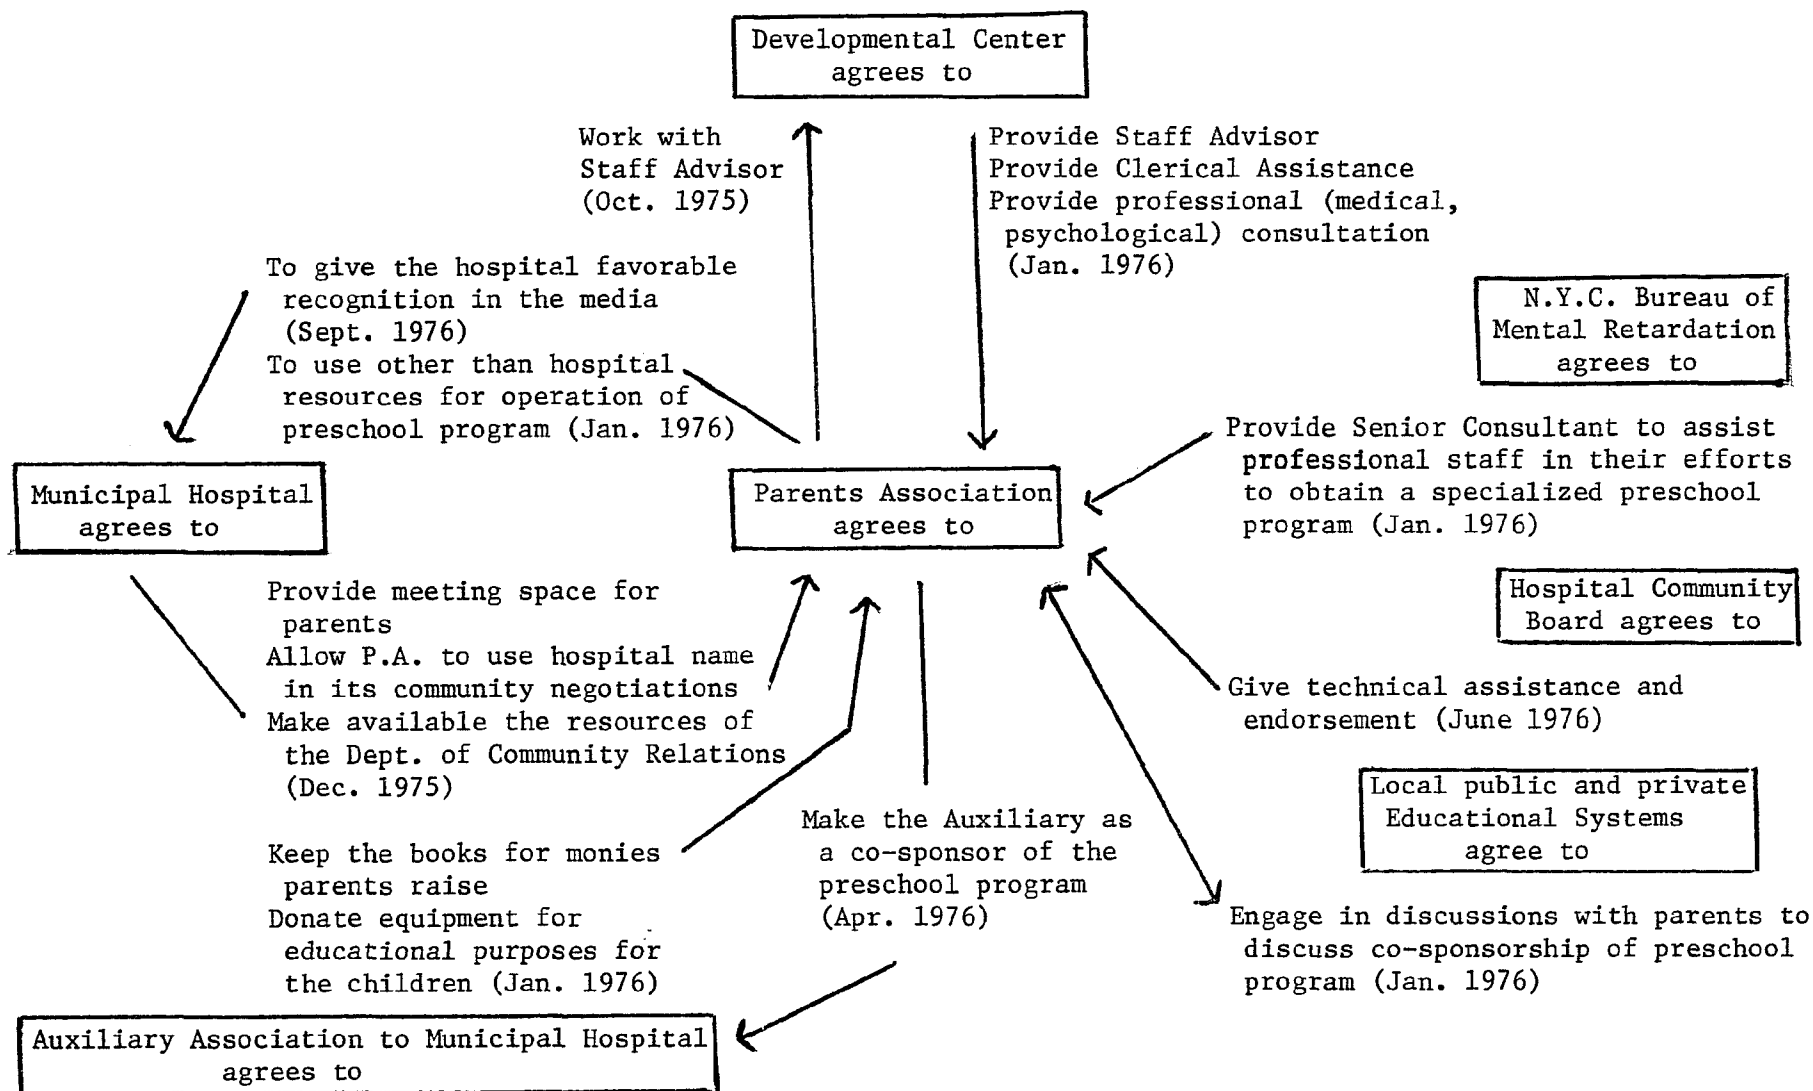 Developmental Center
agrees to
Work with
Staff Advisor
(Oct. 1975)
Provide Staff Advisor
Provide Clerical Assistance
Provide professional (medical,
psychological) consultation
(Jan. 1976)
To give the hospital favorable
recognition in the media
(Sept. 1976)
To use other than hospital
resources for operation of
preschool program (Jan. 1976)
N.Y.C. Bureau of
Mental Retardation
agrees to
Provide Senior Consultant to assist
professional staff in their efforts
to obtain a specialized preschool
program (Jan. 1976)
Municipal Hospital
agrees to
Parents Association
agrees to
Provide meeting space for
parents
Allow P.A. to use hospital name
in its community negotiations
Make available the resources of
the Dept. of Community Relations
(Dec. 1975)
Hospital Community
Board agrees to
Give technical assistance and
endorsement (June 1976)
Local public and private
Educational Systems
agree to
Engage in discussions with parents to
discuss co-sponsorship of preschool
program (Jan. 1976)
Keep the books for monies
parents raise
Donate equipment for
educational purposes for
the children (Jan. 1976)
Make the Auxiliary as
a co-sponsor of the
preschool program
(Apr. 1976)
Auxiliary Association to Municipal Hospital
agrees to